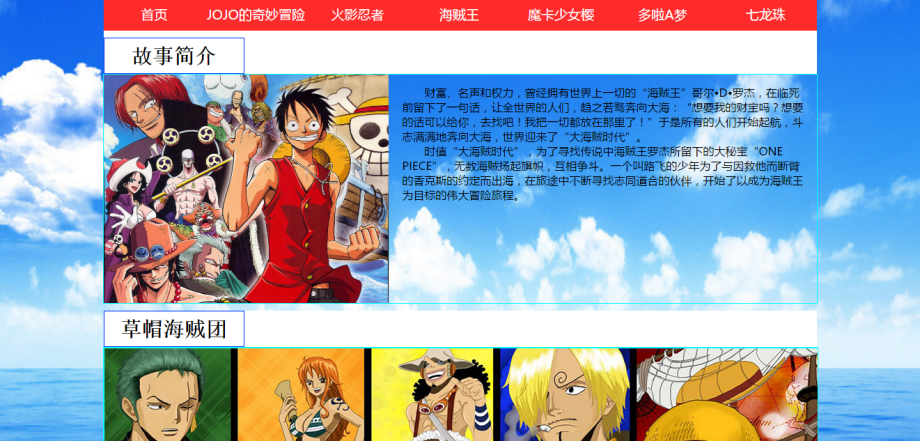 首页 JOJO的奇妙冒险 火影忍者 海贼王 魔卡少女樱 多啦A梦 七龙珠
故事简介
财富、名声和权力，曾经拥有世界上一切的“海贼王”哥尔•D•罗杰，在临死
前留下了一句话，让全世界的人们，趋之若鹜奔向大海：“想要我的财宝吗？想要
的话可以给你，去找吧！我把一切都放在那里了！”于是所有的人们开始起航，斗
志满满地奔向大海，世界迎来了“大海贼时代”。
时值“大海贼时代”，为了寻找传说中海贼王罗杰所留下的大秘宝“ONE
PIECE”，无数海贼扬起旗帜，互相争斗。一个叫路飞的少年为了与因救他而断臂
的香克斯的约定而出海，在旅途中不断寻找志同道合的伙伴，开始了以成为海贼王
为目标的伟大冒险旅程。
草帽海贼团